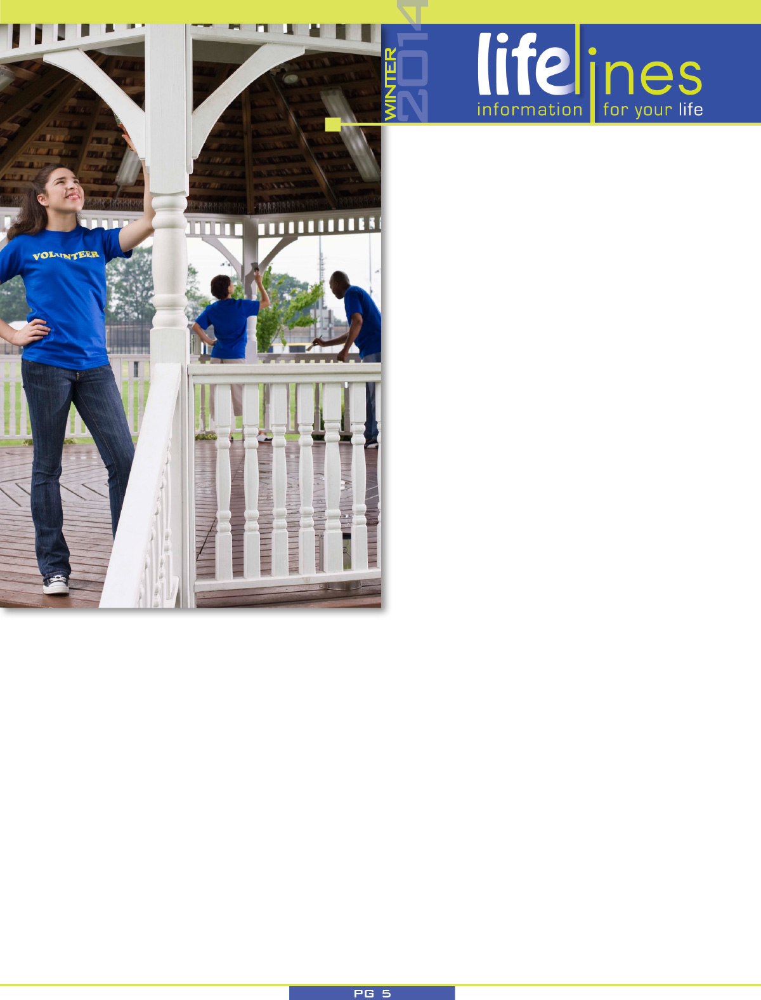 WINTER
2014
lifelines
information for your life
VOLUNTEER
PG 5